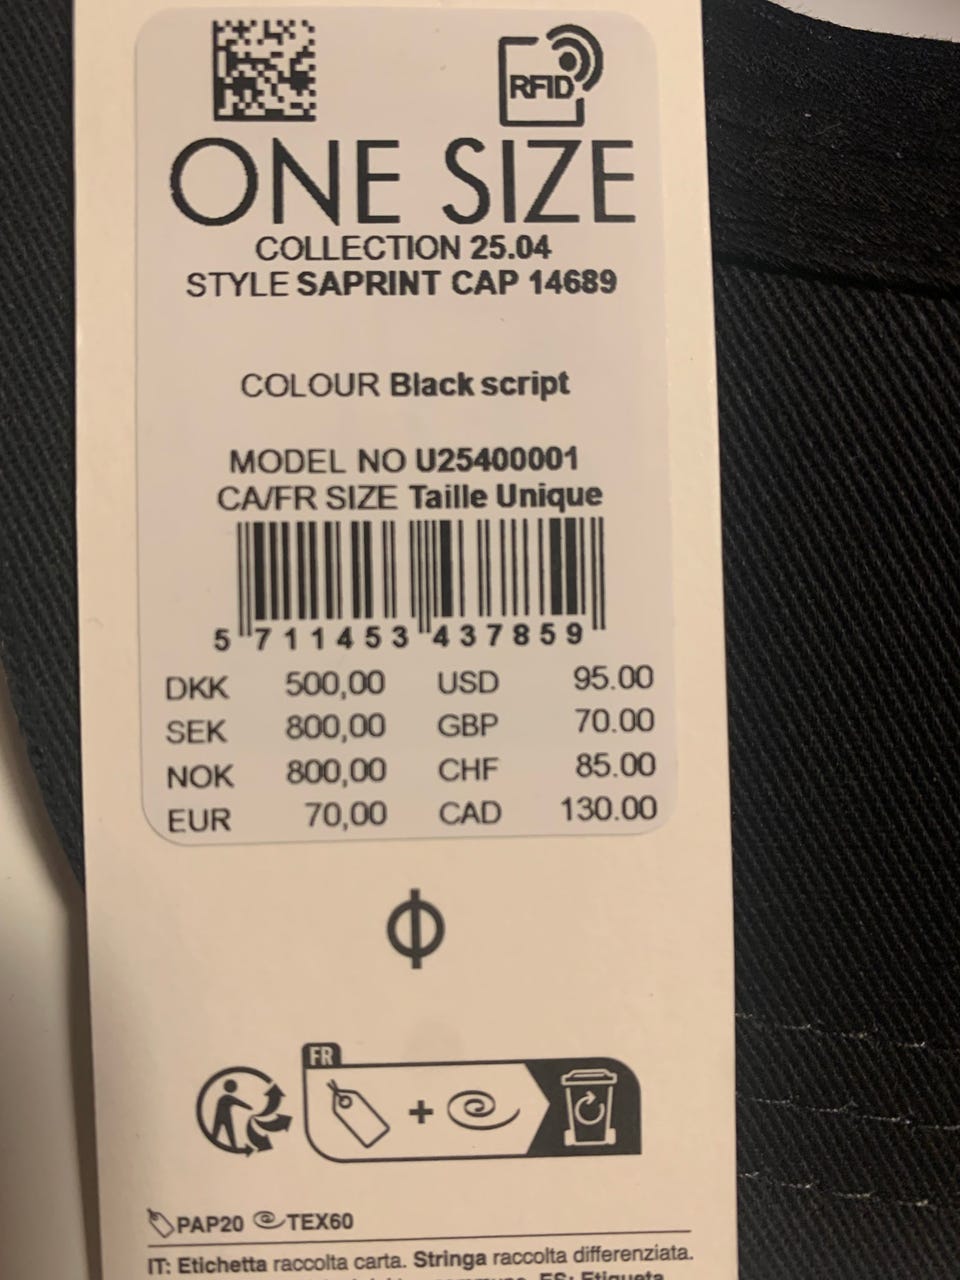 RFID
ONE SIZE
COLLECTION 25.04
STYLE SAPRINT CAP 14689
COLOUR Black script
MODEL NO U25400001
CA/FR SIZE Taille Unique
5 711453 437859
DKK 500,00 USD 95.00
SEK 800,00 GBP 70.00
NOK 800,00 CHF 85.00
EUR 70,00 CAD 130.00
FR
+
PAP20 TEX60
IT: Etichetta raccolta carta. Stringa raccolta differenziata.
ES: Etiqueta